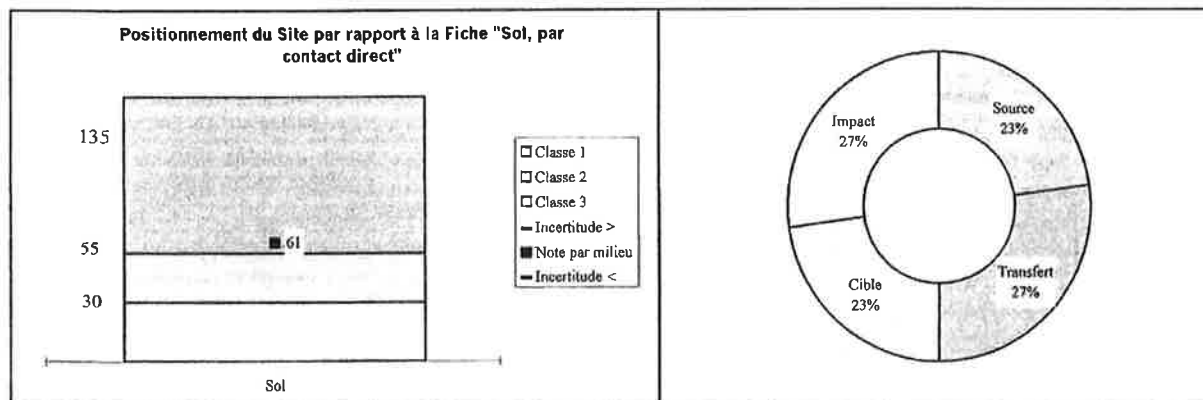 Positionnement du Site par rapport à la Fiche "Sol, par
contact direct"
135
61
55
30
Sol
Classe 1
Classe 2
Classe 3
Incertitude >
Note par milieu
Incertitude <
Impact
27%
Source
23%
Cible
23%
Transfert
27%